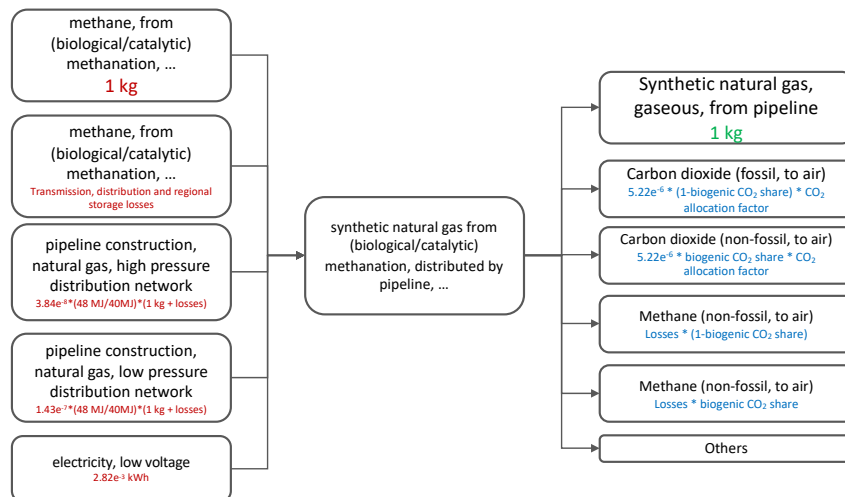 methane, from
(biological/catalytic)
methanation, …
1 kg
methane, from
(biological/catalytic)
methanation, …
Transmission, distribution and regional
storage losses
pipeline construction,
natural gas, high pressure
distribution network
3.84e⁻⁸*(48 MJ/40MJ)*(1 kg + losses)
pipeline construction,
natural gas, low pressure
distribution network
1.43e⁻⁷*(48 MJ/40MJ)*(1 kg + losses)
electricity, low voltage
2.82e⁻³ kWh
synthetic natural gas from
(biological/catalytic)
methanation, distributed by
pipeline, …
Synthetic natural gas,
gaseous, from pipeline
1 kg
Carbon dioxide (fossil, to air)
5.22e⁻⁶ * (1-biogenic CO₂ share) * CO₂
allocation factor
Carbon dioxide (non-fossil, to air)
5.22e⁻⁶ * biogenic CO₂ share * CO₂
allocation factor
Methane (non-fossil, to air)
Losses * (1-biogenic CO₂ share)
Methane (non-fossil, to air)
Losses * biogenic CO₂ share
Others